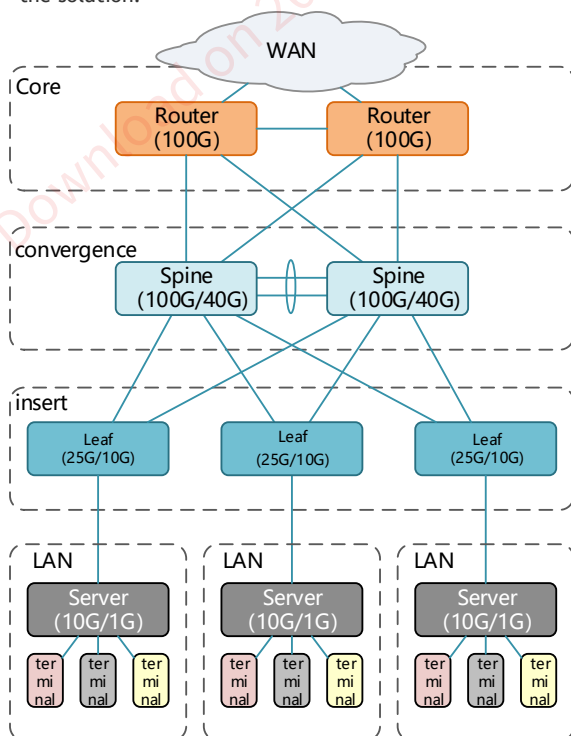 the solution.
WAN
Core
Router
(100G)
Router
(100G)
convergence
Spine
(100G/40G)
Spine
(100G/40G)
insert
Leaf
(25G/10G)
Leaf
(25G/10G)
Leaf
(25G/10G)
LAN
LAN
LAN
Server
(10G/1G)
Server
(10G/1G)
Server
(10G/1G)
ter
mi
nal
ter
mi
nal
ter
mi
nal
ter
mi
nal
ter
mi
nal
ter
mi
nal
ter
mi
nal
ter
mi
nal
ter
mi
nal
Download on